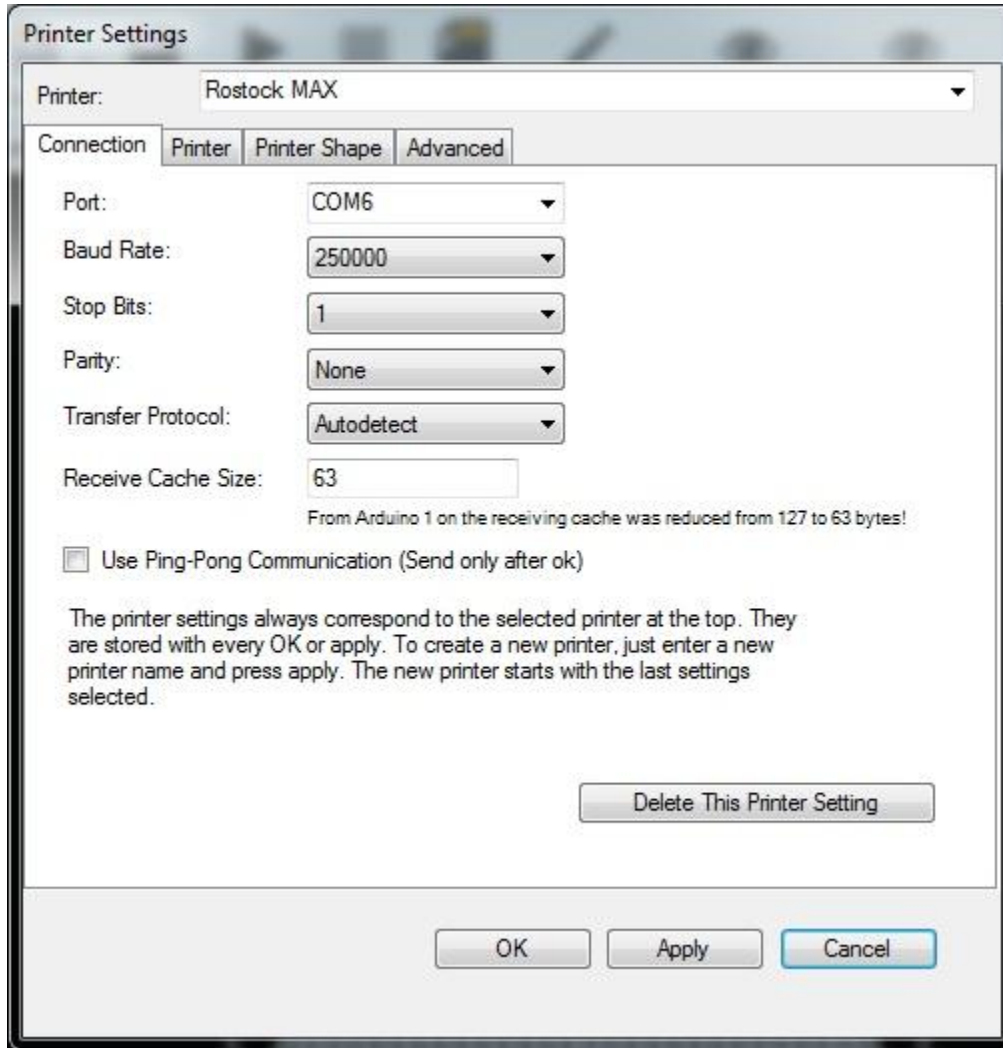 Printer Settings
Printer: Rostock MAX
Connection Printer Printer Shape Advanced
Port: COM6
Baud Rate: 250000
Stop Bits: 1
Parity: None
Transfer Protocol: Autodetect
Receive Cache Size: 63
From Arduino 1 on the receiving cache was reduced from 127 to 63 bytes!
Use Ping-Pong Communication (Send only after ok)
The printer settings always correspond to the selected printer at the top. They
are stored with every OK or apply. To create a new printer, just enter a new
printer name and press apply. The new printer starts with the last settings
selected.
Delete This Printer Setting
OK Apply Cancel